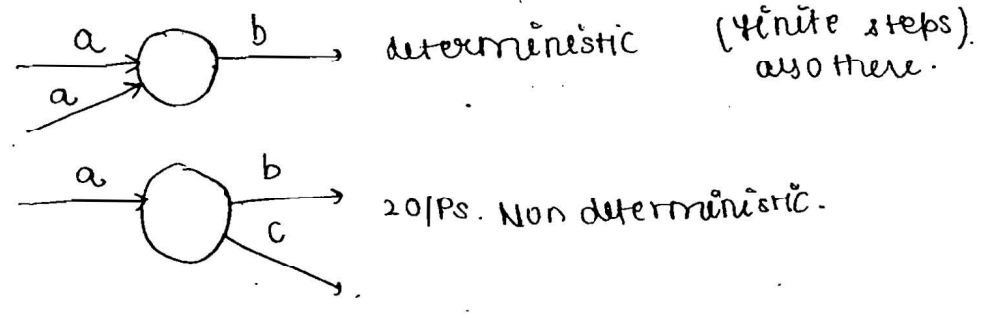 a b deterministic (finite steps).
a also there.
a b
c 2 O/Ps. Non deterministic.